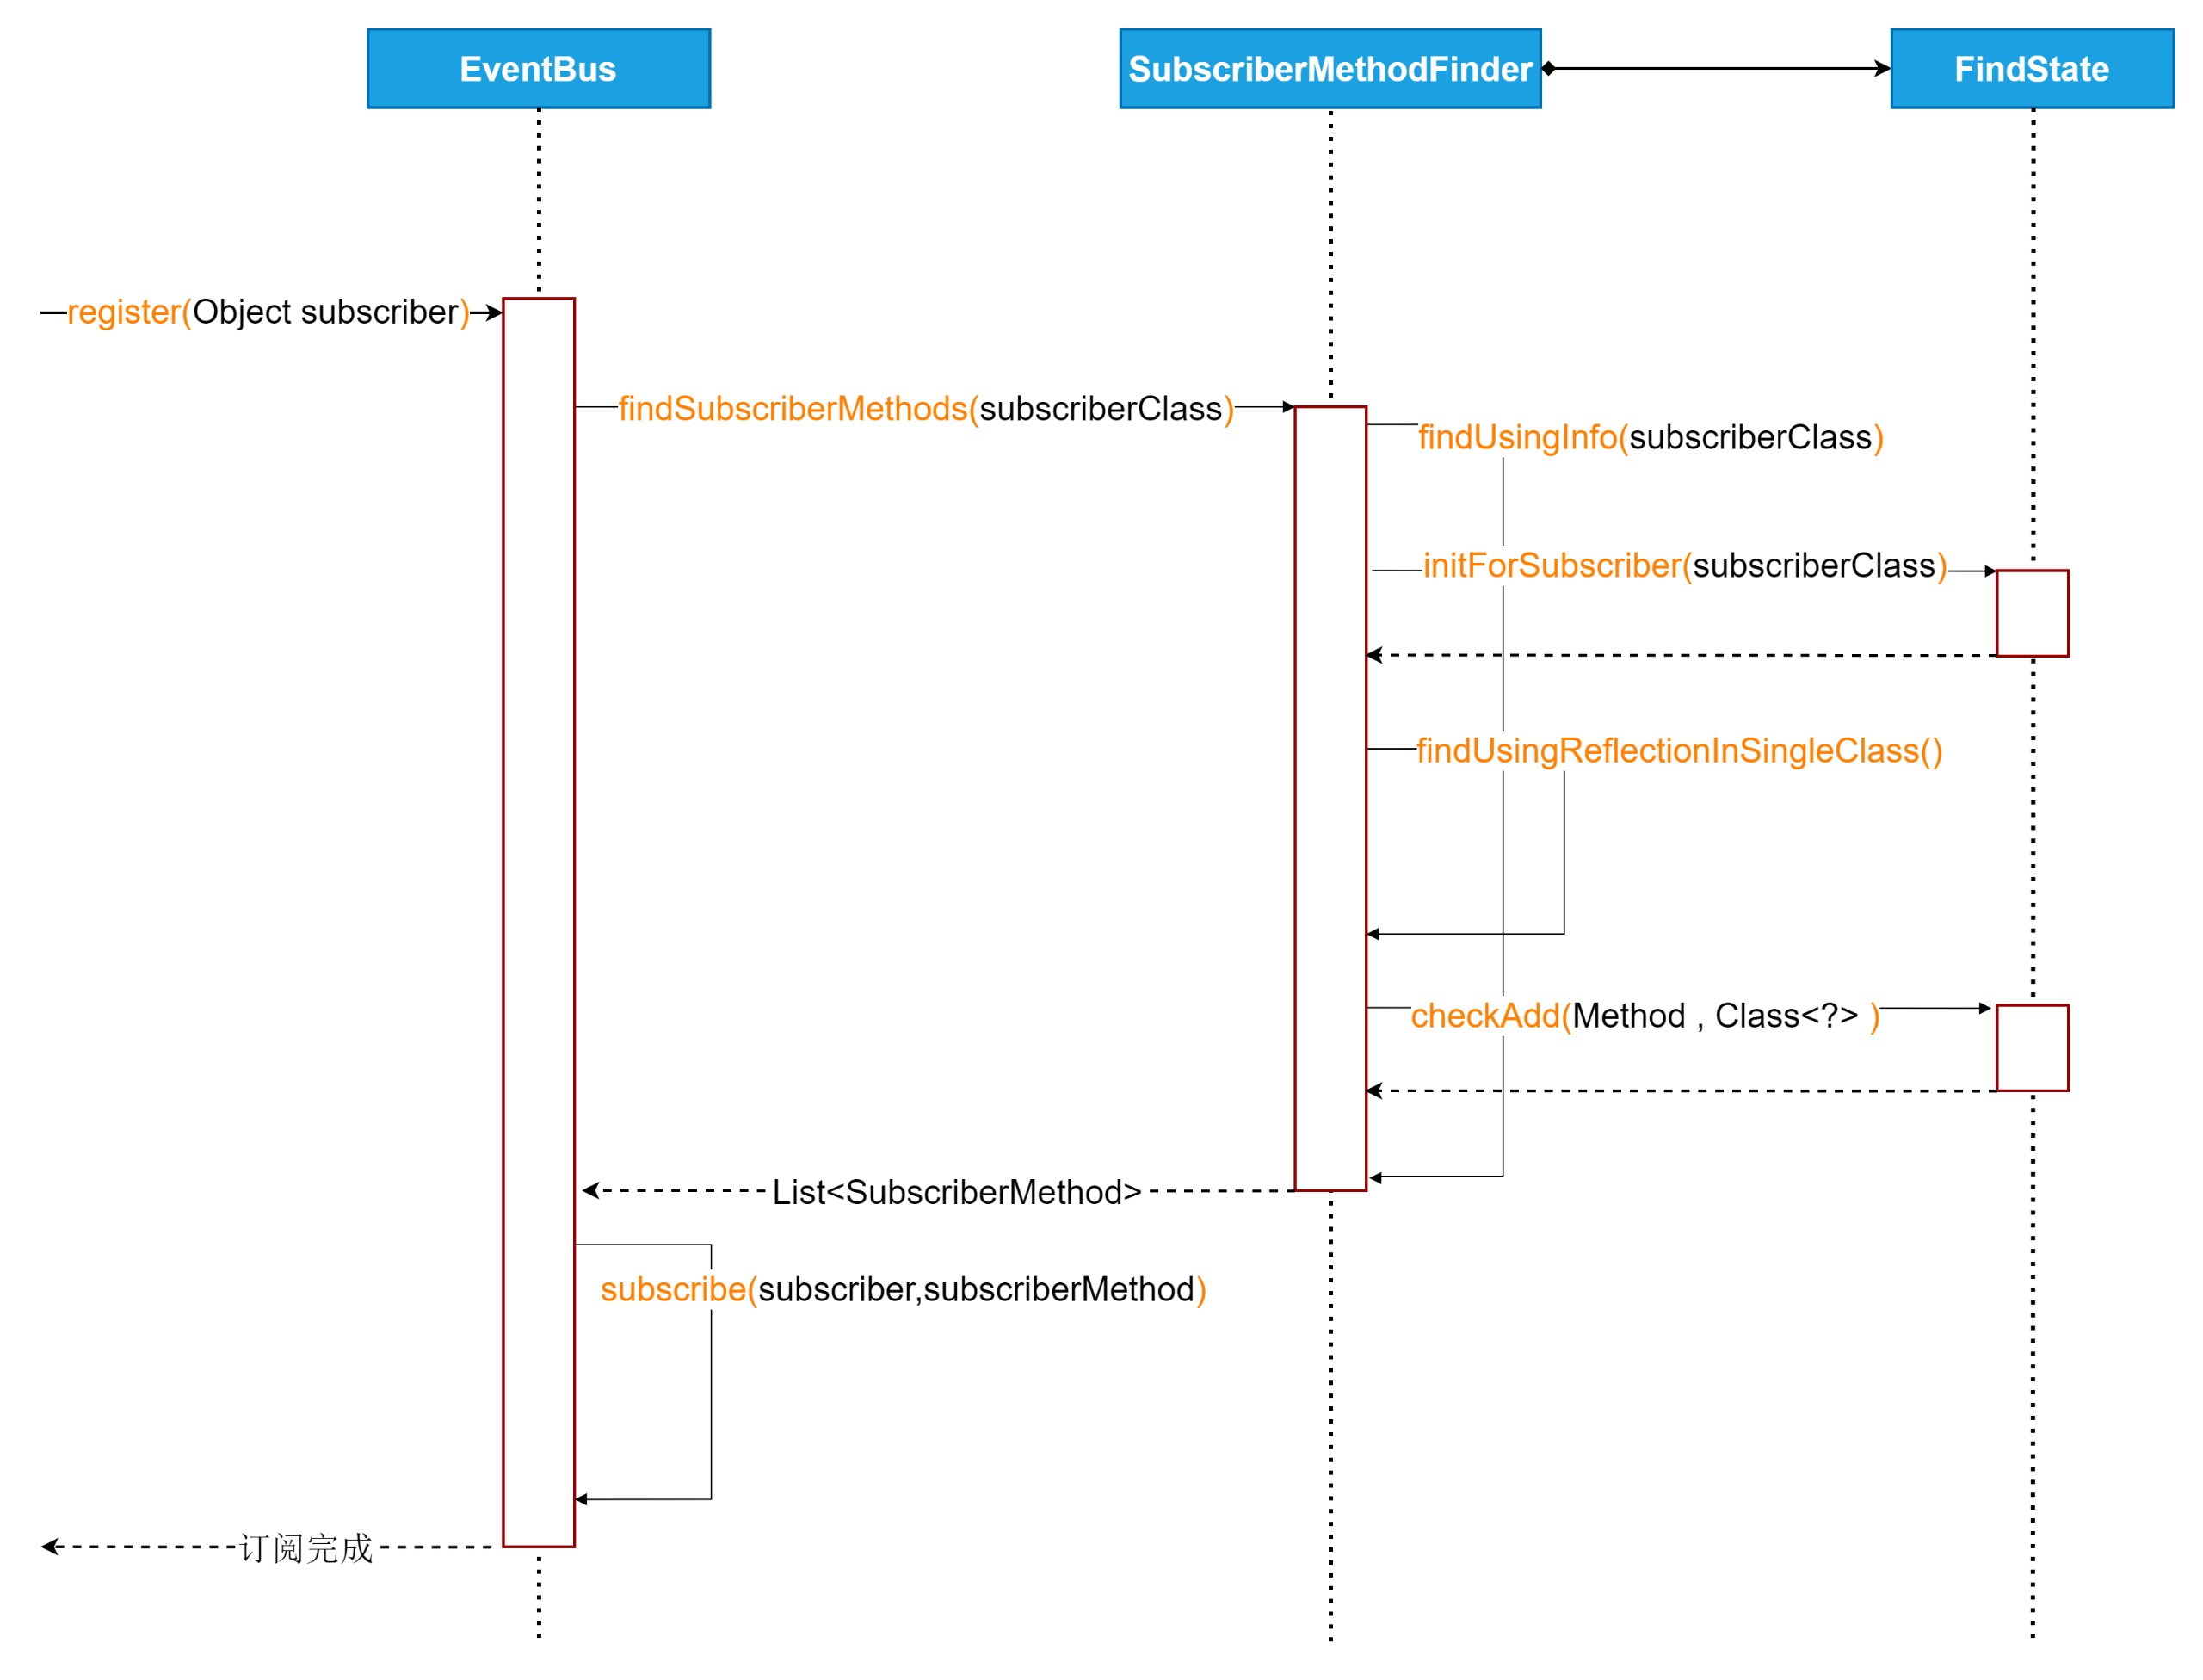 EventBus
SubscriberMethodFinder
FindState
register(Object subscriber)
findSubscriberMethods(subscriberClass)
findUsingInfo(subscriberClass)
initForSubscriber(subscriberClass)
findUsingReflectionInSingleClass()
checkAdd(Method , Class<?> )
List<SubscriberMethod>
subscribe(subscriber,subscriberMethod)
订阅完成